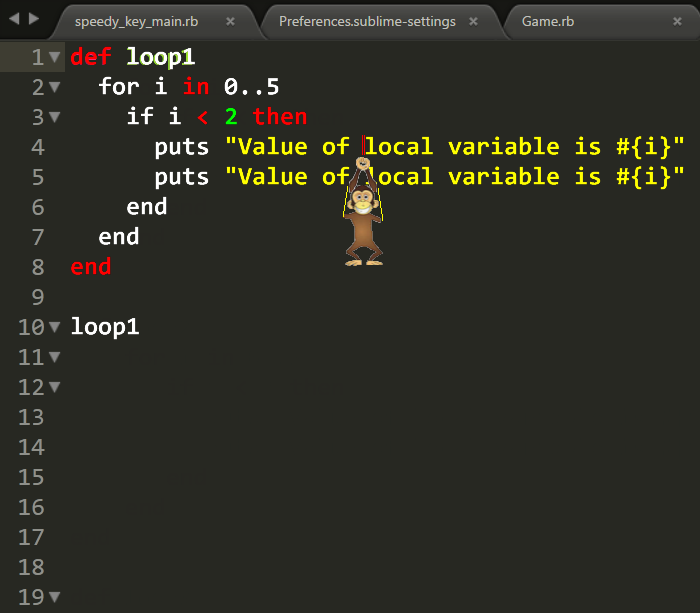 speedy_key_main.rb × Preferences.sublime-settings × Game.rb ×
1 def loop1
2 for i in 0..5
3 if i < 2 then
4 puts "Value of local variable is #{i}"
5 puts "Value of local variable is #{i}"
6 end
7 end
8 end
9
10 loop1
11
12
13
14
15
16
17
18
19